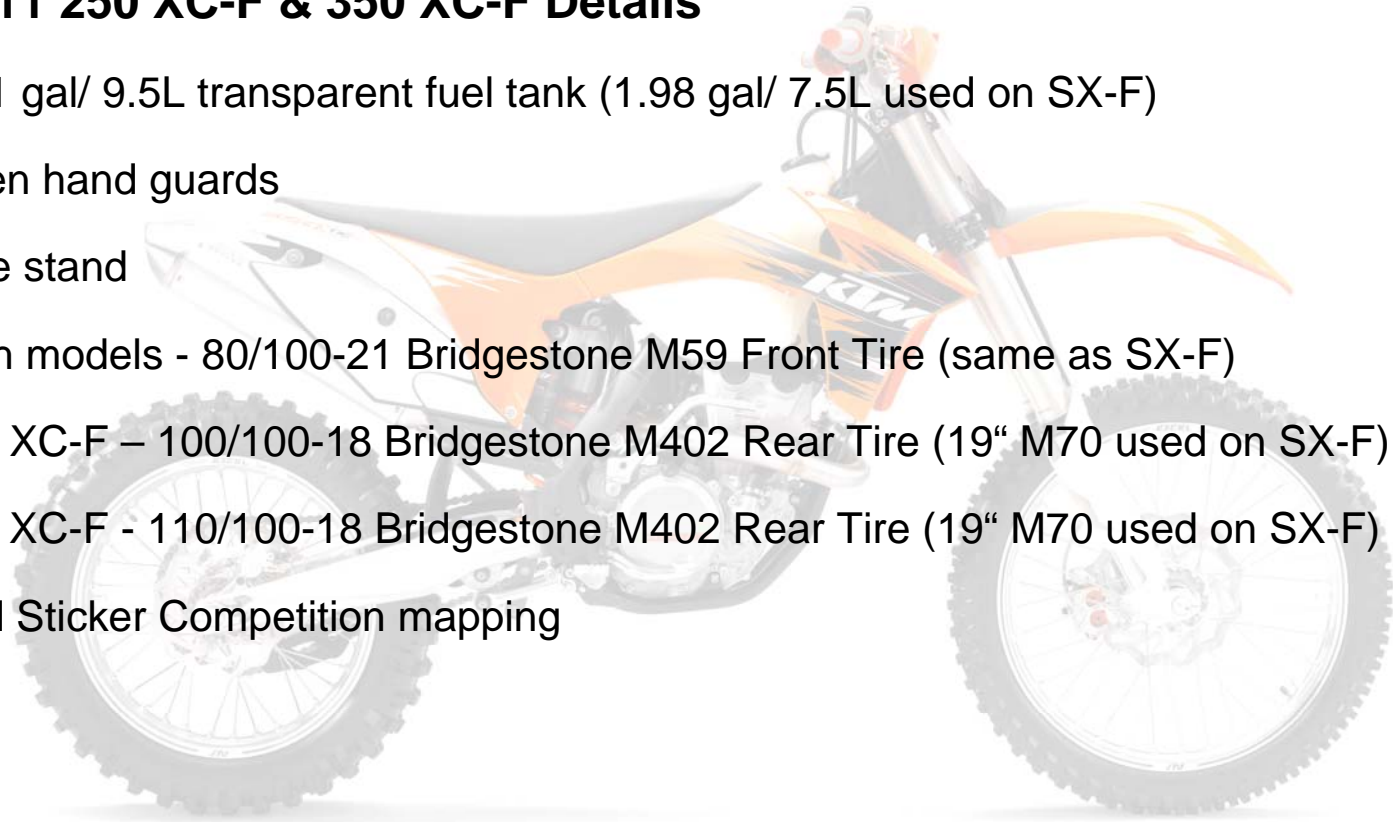 11 250 XC-F & 350 XC-F Details
gal/ 9.5L transparent fuel tank (1.98 gal/ 7.5L used on SX-F)
en hand guards
e stand
models - 80/100-21 Bridgestone M59 Front Tire (same as SX-F)
XC-F – 100/100-18 Bridgestone M402 Rear Tire (19“ M70 used on SX-F)
XC-F - 110/100-18 Bridgestone M402 Rear Tire (19“ M70 used on SX-F)
Sticker Competition mapping
KTM